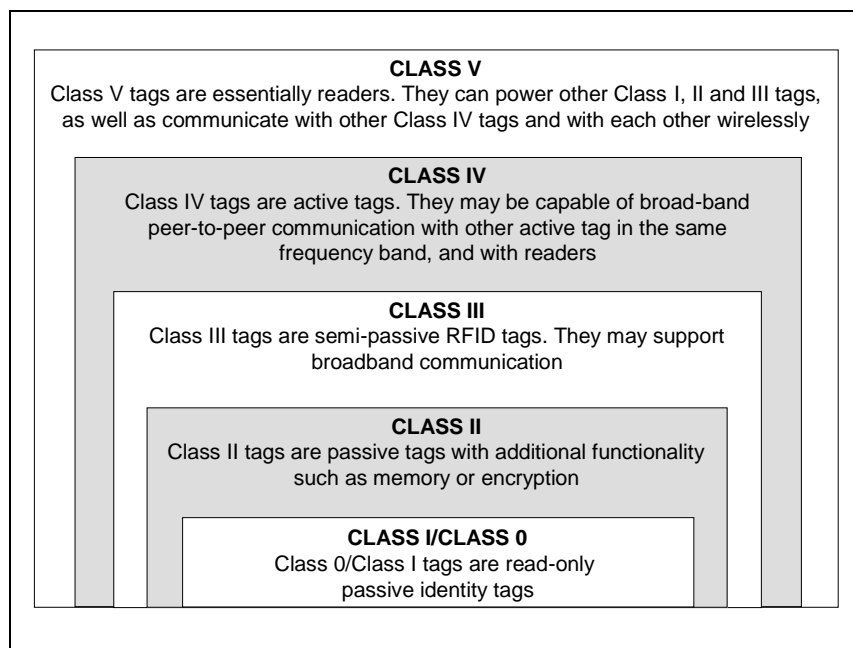 CLASS V
Class V tags are essentially readers. They can power other Class I, II and III tags,
as well as communicate with other Class IV tags and with each other wirelessly
CLASS IV
Class IV tags are active tags. They may be capable of broad-band
peer-to-peer communication with other active tag in the same
frequency band, and with readers
CLASS III
Class III tags are semi-passive RFID tags. They may support
broadband communication
CLASS II
Class II tags are passive tags with additional functionality
such as memory or encryption
CLASS I/CLASS 0
Class 0/Class I tags are read-only
passive identity tags